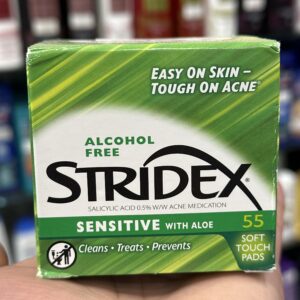 EASY ON SKIN –
TOUGH ON ACNE
ALCOHOL
FREE
STRIDEX
SALICYLIC ACID 0.5% W/W ACNE MEDICATION
SENSITIVE WITH ALOE
55
SOFT
TOUCH
PADS
Cleans • Treats • Prevents